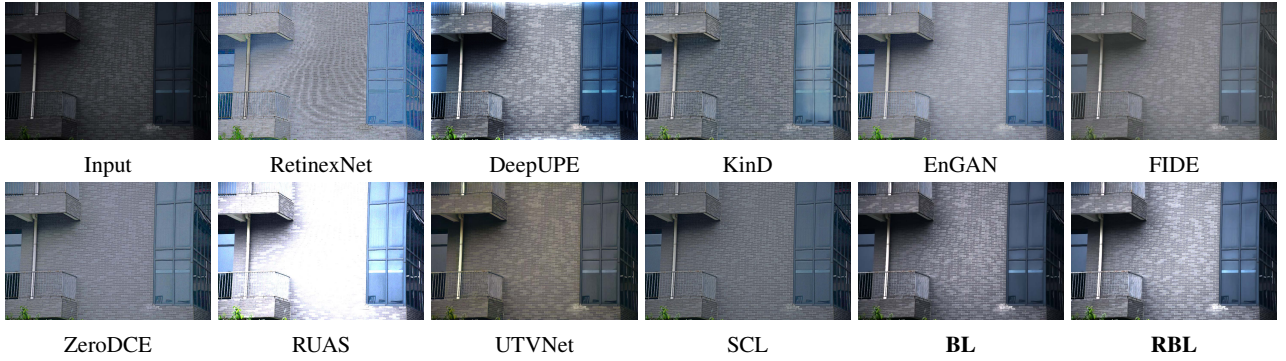 Input RetinexNet DeepUPE KinD EnGAN FIDE
ZeroDCE RUAS UTVNet SCL BL RBL